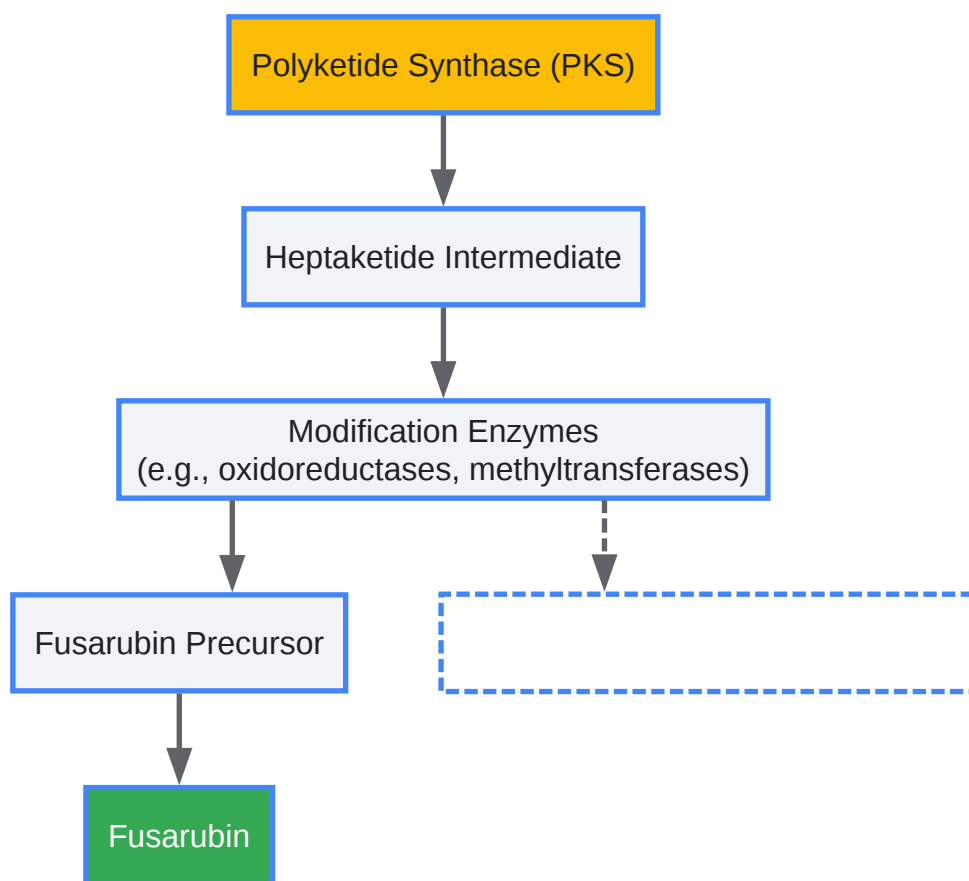 Polyketide Synthase (PKS)
Heptaketide Intermediate
Modification Enzymes
(e.g., oxidoreductases, methyltransferases)
Fusarubin Precursor
Fusarubin